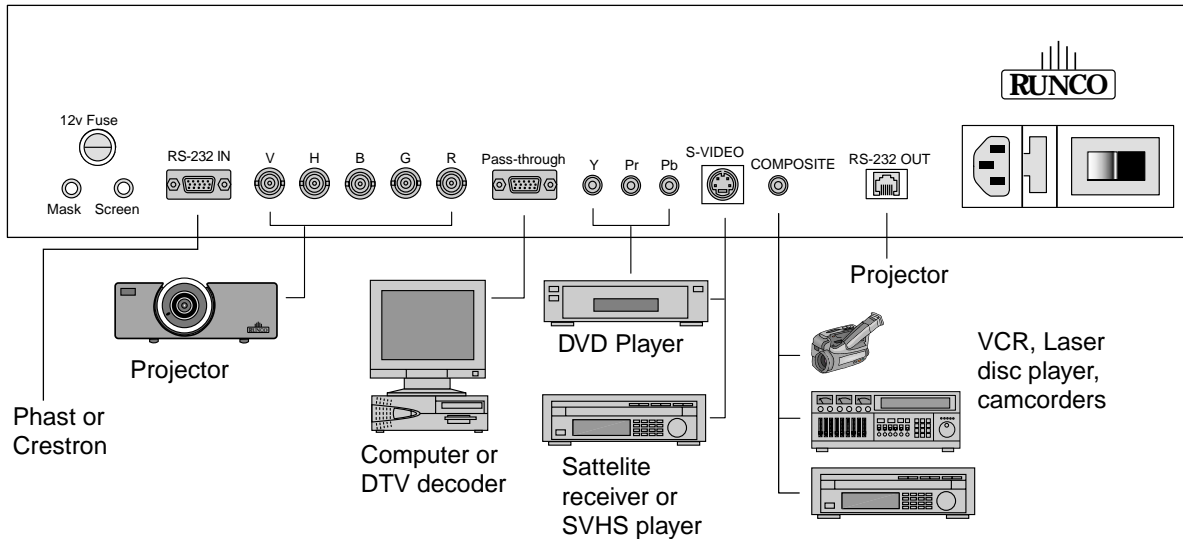 RUNCO
12v Fuse
RS-232 IN
V
H
B
G
R
Pass-through
Y
Pr
Pb
S-VIDEO
COMPOSITE
RS-232 OUT
Mask
Screen
Projector
Phast or
Crestron
RUNCO
Projector
Computer or
DTV decoder
DVD Player
Sattelite
receiver or
SVHS player
VCR, Laser
disc player,
camcorders